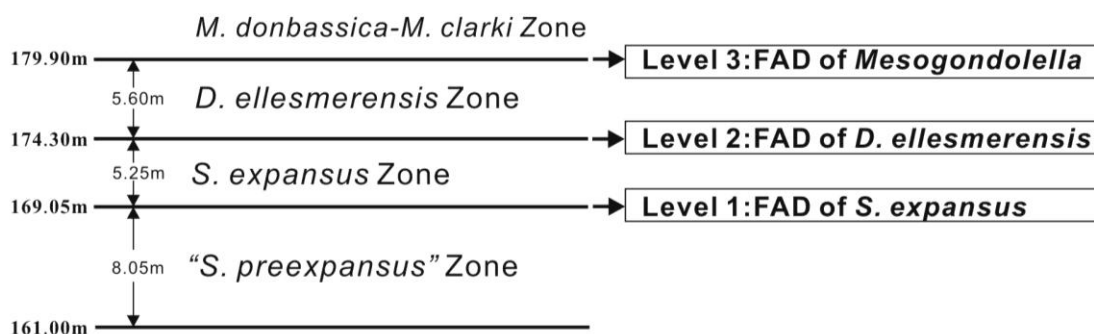 M. donbassica-M. clarki Zone
179.90m
Level 3:FAD of Mesogondolella
5.60m
D. ellesmerensis Zone
174.30m
Level 2:FAD of D. ellesmerensis
5.25m
S. expansus Zone
169.05m
Level 1:FAD of S. expansus
8.05m
“S. preexpansus” Zone
161.00m